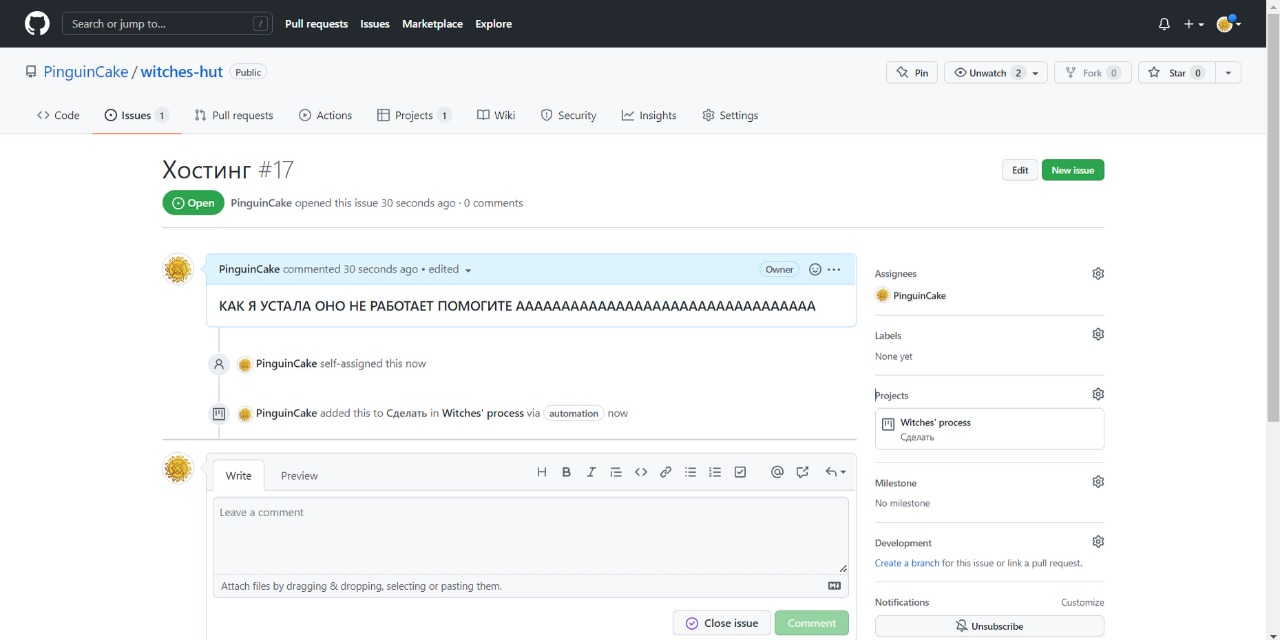 Search or jump to... / Pull requests Issues Marketplace Explore
PinguinCake / witches-hut Public Pin Unwatch 2 Fork 0 Star 0
Code Issues 1 Pull requests Actions Projects 1 Wiki Security Insights Settings
Хостинг #17 Edit New issue
Open PinguinCake opened this issue 30 seconds ago · 0 comments
PinguinCake commented 30 seconds ago • edited Owner
КАК Я УСТАЛА ОНО НЕ РАБОТАЕТ ПОМОГИТЕ АААААААААААААААААААААААААААААААА
PinguinCake self-assigned this now
PinguinCake added this to Сделать in Witches' process via automation now
Write Preview
Leave a comment
Attach files by dragging & dropping, selecting or pasting them.
Close issue Comment
Assignees
PinguinCake
Labels
None yet
Projects
Witches' process
Сделать
Milestone
No milestone
Development
Create a branch for this issue or link a pull request.
Notifications Customize
Unsubscribe